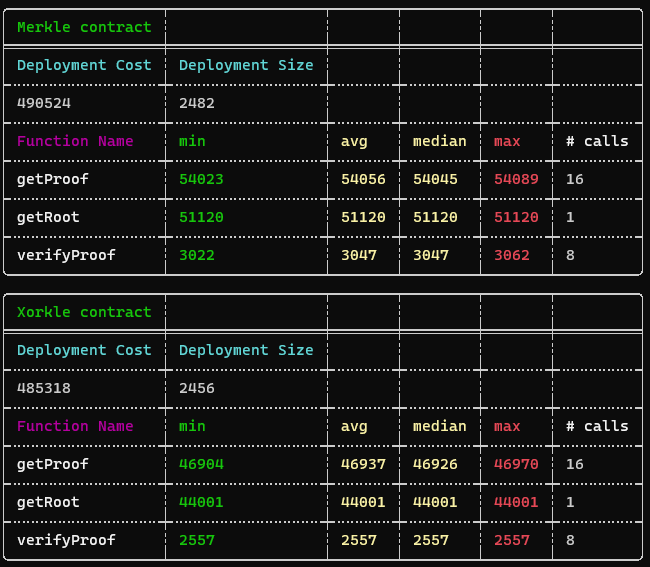 Merkle contract
Deployment Cost Deployment Size
490524 2482
Function Name min avg median max # calls
getProof 54023 54056 54045 54089 16
getRoot 51120 51120 51120 51120 1
verifyProof 3022 3047 3047 3062 8
Xorkle contract
Deployment Cost Deployment Size
485318 2456
Function Name min avg median max # calls
getProof 46904 46937 46926 46970 16
getRoot 44001 44001 44001 44001 1
verifyProof 2557 2557 2557 2557 8